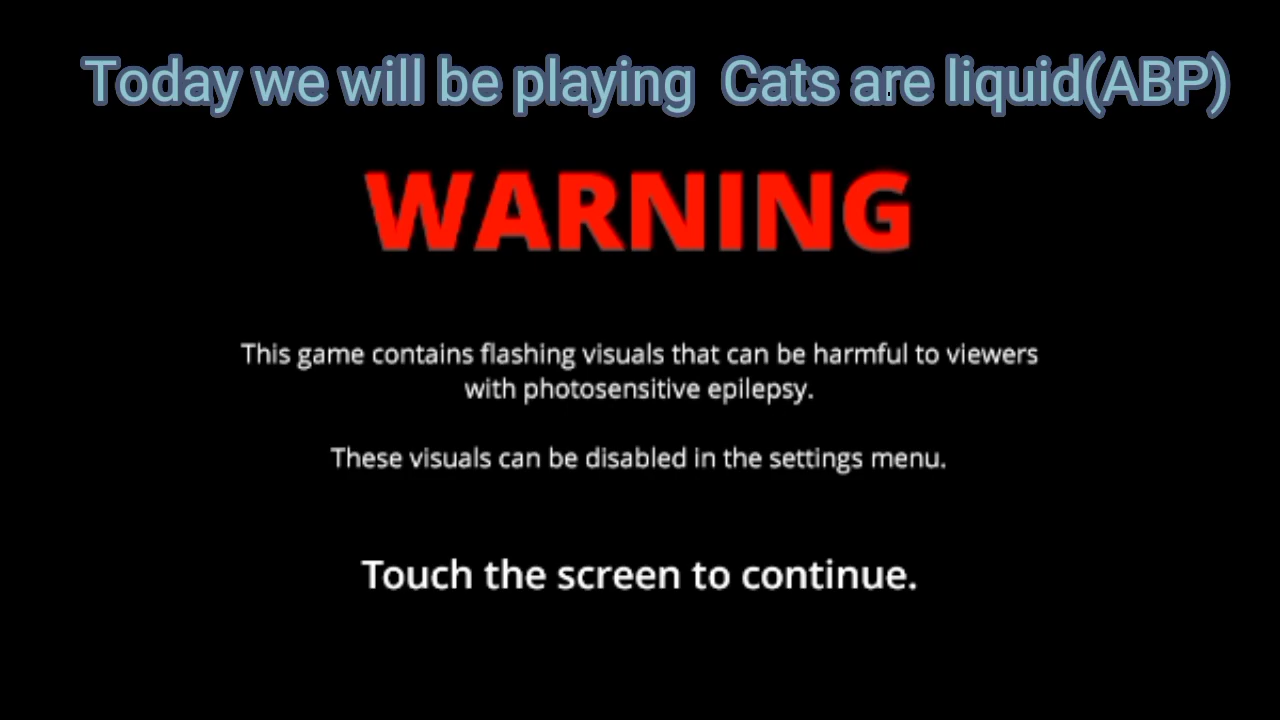 Today we will be playing  Cats are liquid(ABP)
WARNING
This game contains flashing visuals that can be harmful to viewers
with photosensitive epilepsy.
These visuals can be disabled in the settings menu.
Touch the screen to continue.